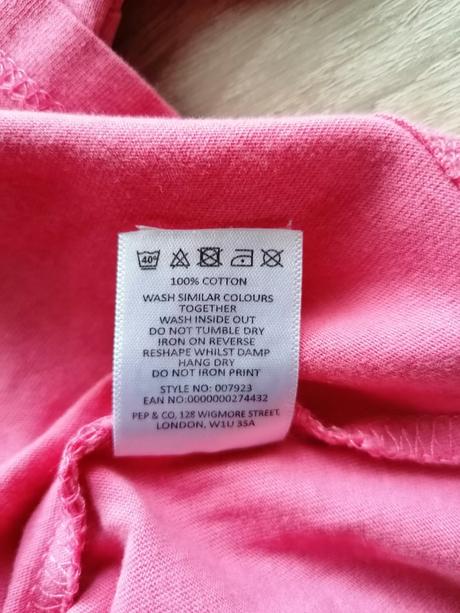 40°
100% COTTON
WASH SIMILAR COLOURS
TOGETHER
WASH INSIDE OUT
DO NOT TUMBLE DRY
IRON ON REVERSE
RESHAPE WHILST DAMP
HANG DRY
DO NOT IRON PRINT
STYLE NO: 007923
EAN NO:0000000274432
PEP & CO, 128 WIGMORE STREET,
LONDON, W1U 3SA